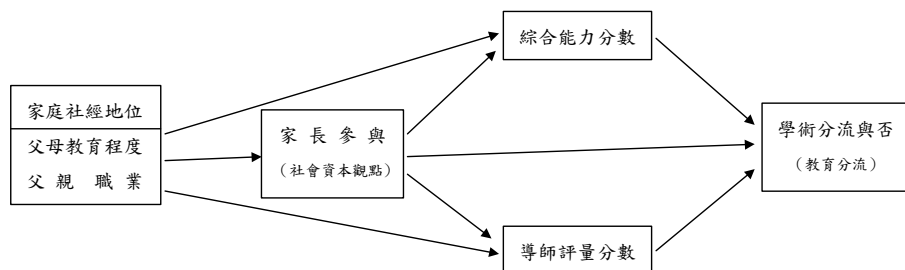 綜合能力分數
家庭社經地位
父母教育程度
父親職業
家長參與
（社會資本觀點）
學術分流與否
（教育分流）
導師評量分數